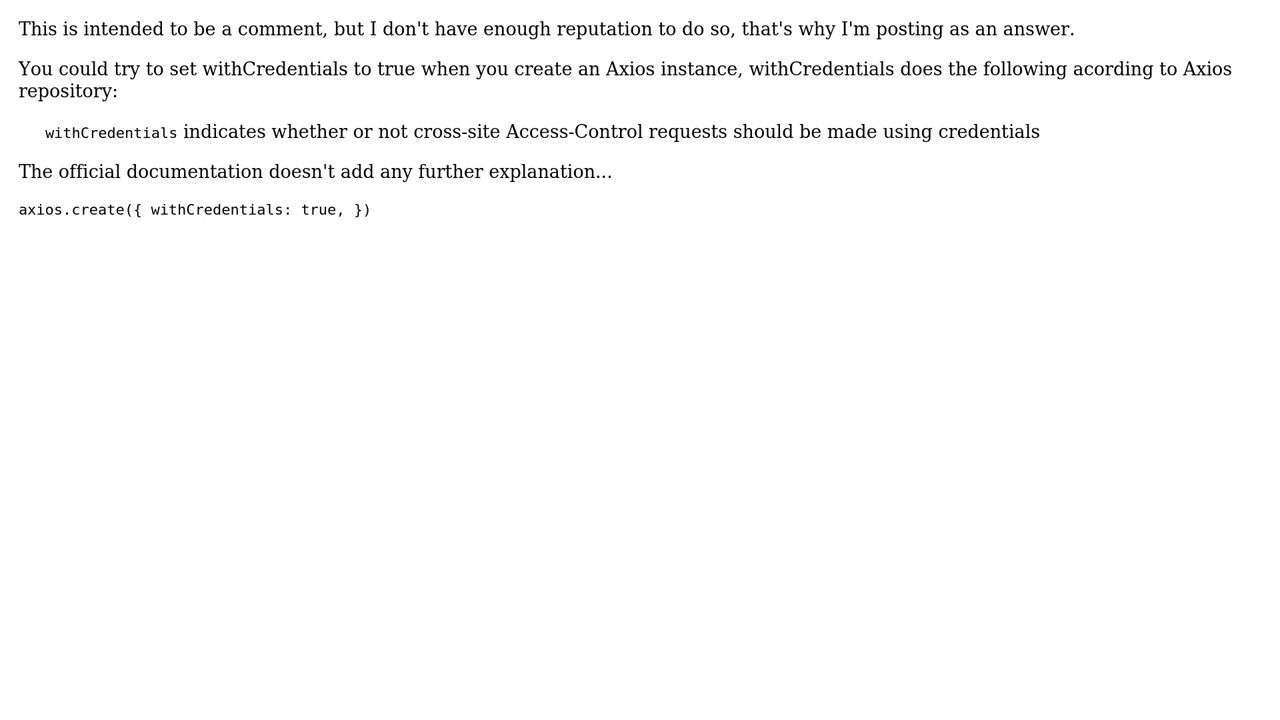 This is intended to be a comment, but I don't have enough reputation to do so, that's why I'm posting as an answer.
You could try to set withCredentials to true when you create an Axios instance, withCredentials does the following acording to Axios
repository:
withCredentials indicates whether or not cross-site Access-Control requests should be made using credentials
The official documentation doesn't add any further explanation...
axios.create({ withCredentials: true, })